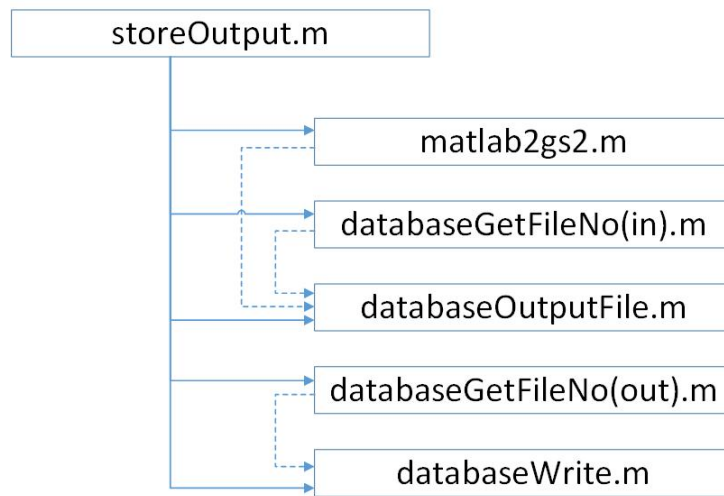 storeOutput.m
matlab2gs2.m
databaseGetFileNo(in).m
databaseOutputFile.m
databaseGetFileNo(out).m
databaseWrite.m